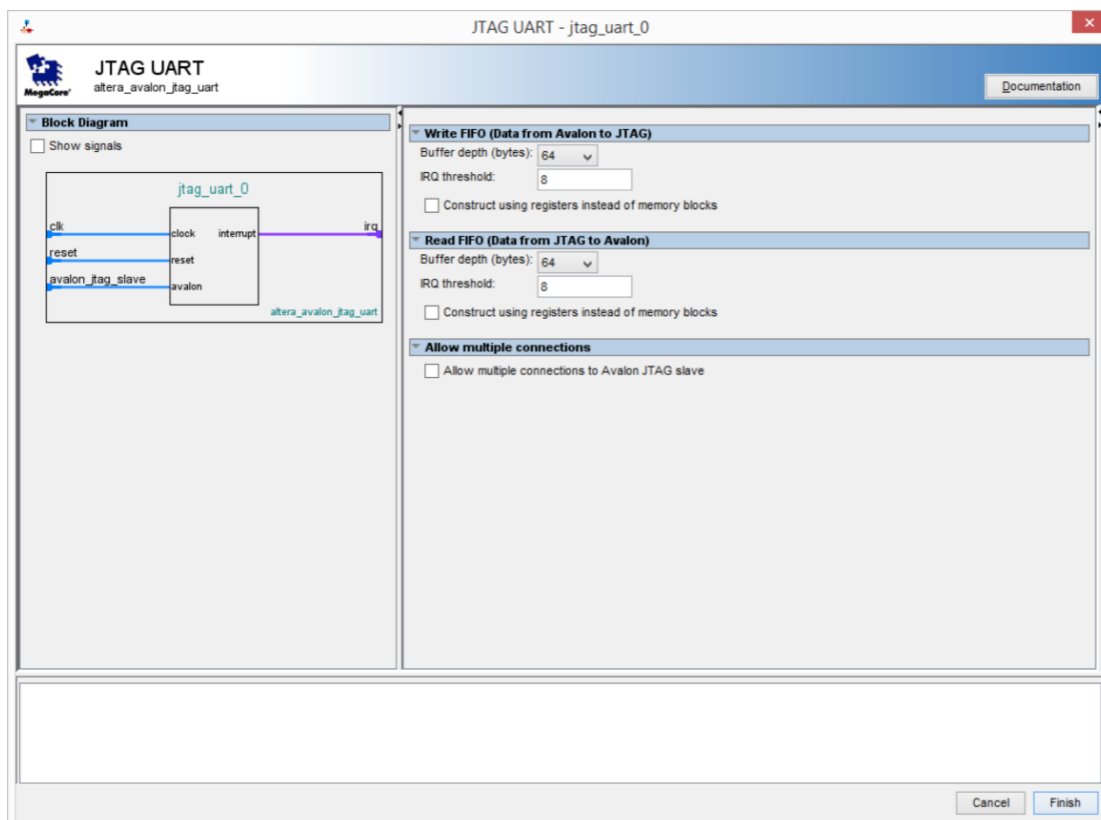 JTAG UART - jtag_uart_0
JTAG UART
altera_avalon_jtag_uart
MegaCore®
Documentation
Block Diagram
Show signals
jtag_uart_0
clk
clock
interrupt
irq
reset
reset
avalon_jtag_slave
avalon
altera_avalon_jtag_uart
Write FIFO (Data from Avalon to JTAG)
Buffer depth (bytes): 64
IRQ threshold: 8
Construct using registers instead of memory blocks
Read FIFO (Data from JTAG to Avalon)
Buffer depth (bytes): 64
IRQ threshold: 8
Construct using registers instead of memory blocks
Allow multiple connections
Allow multiple connections to Avalon JTAG slave
Cancel
Finish